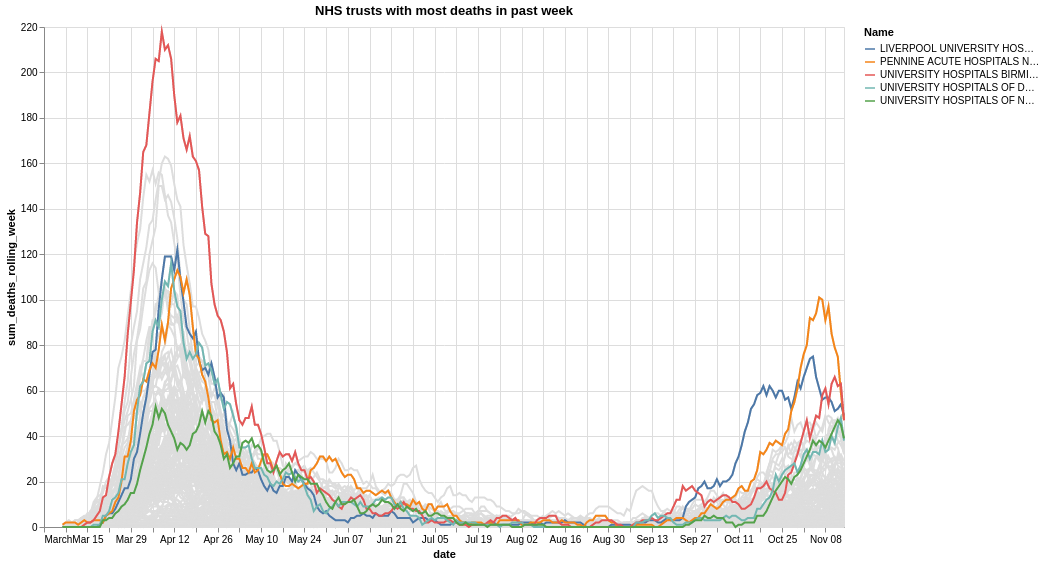 NHS trusts with most deaths in past week
220
200
180
160
140
120
100
80
60
40
20
0
sum_deaths_rolling_week
March
Mar 15
Mar 29
Apr 12
Apr 26
May 10
May 24
Jun 07
Jun 21
Jul 05
Jul 19
Aug 02
Aug 16
Aug 30
Sep 13
Sep 27
Oct 11
Oct 25
Nov 08
date
Name
LIVERPOOL UNIVERSITY HOS…
PENNINE ACUTE HOSPITALS N…
UNIVERSITY HOSPITALS BIRMI…
UNIVERSITY HOSPITALS OF D…
UNIVERSITY HOSPITALS OF N…